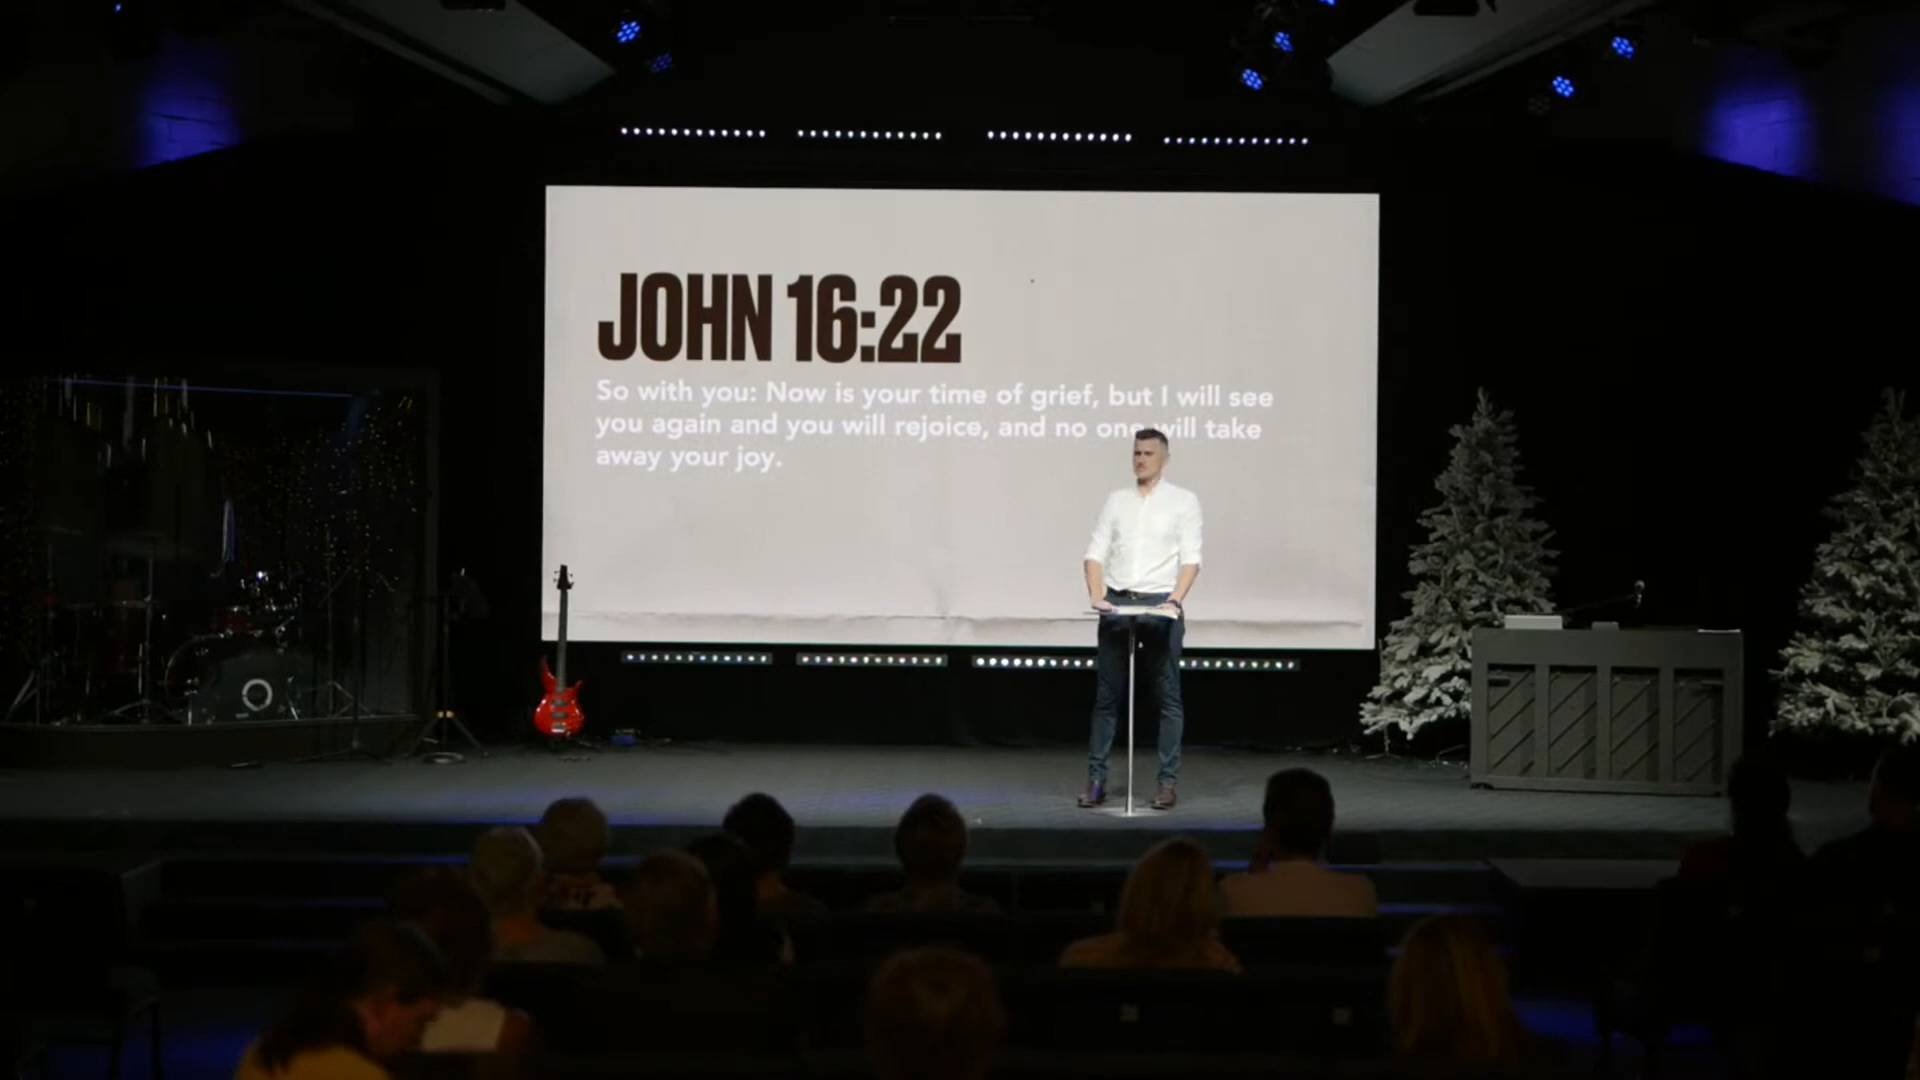 JOHN 16:22
So with you: Now is your time of grief, but I will see
you again and you will rejoice, and no one will take
away your joy.